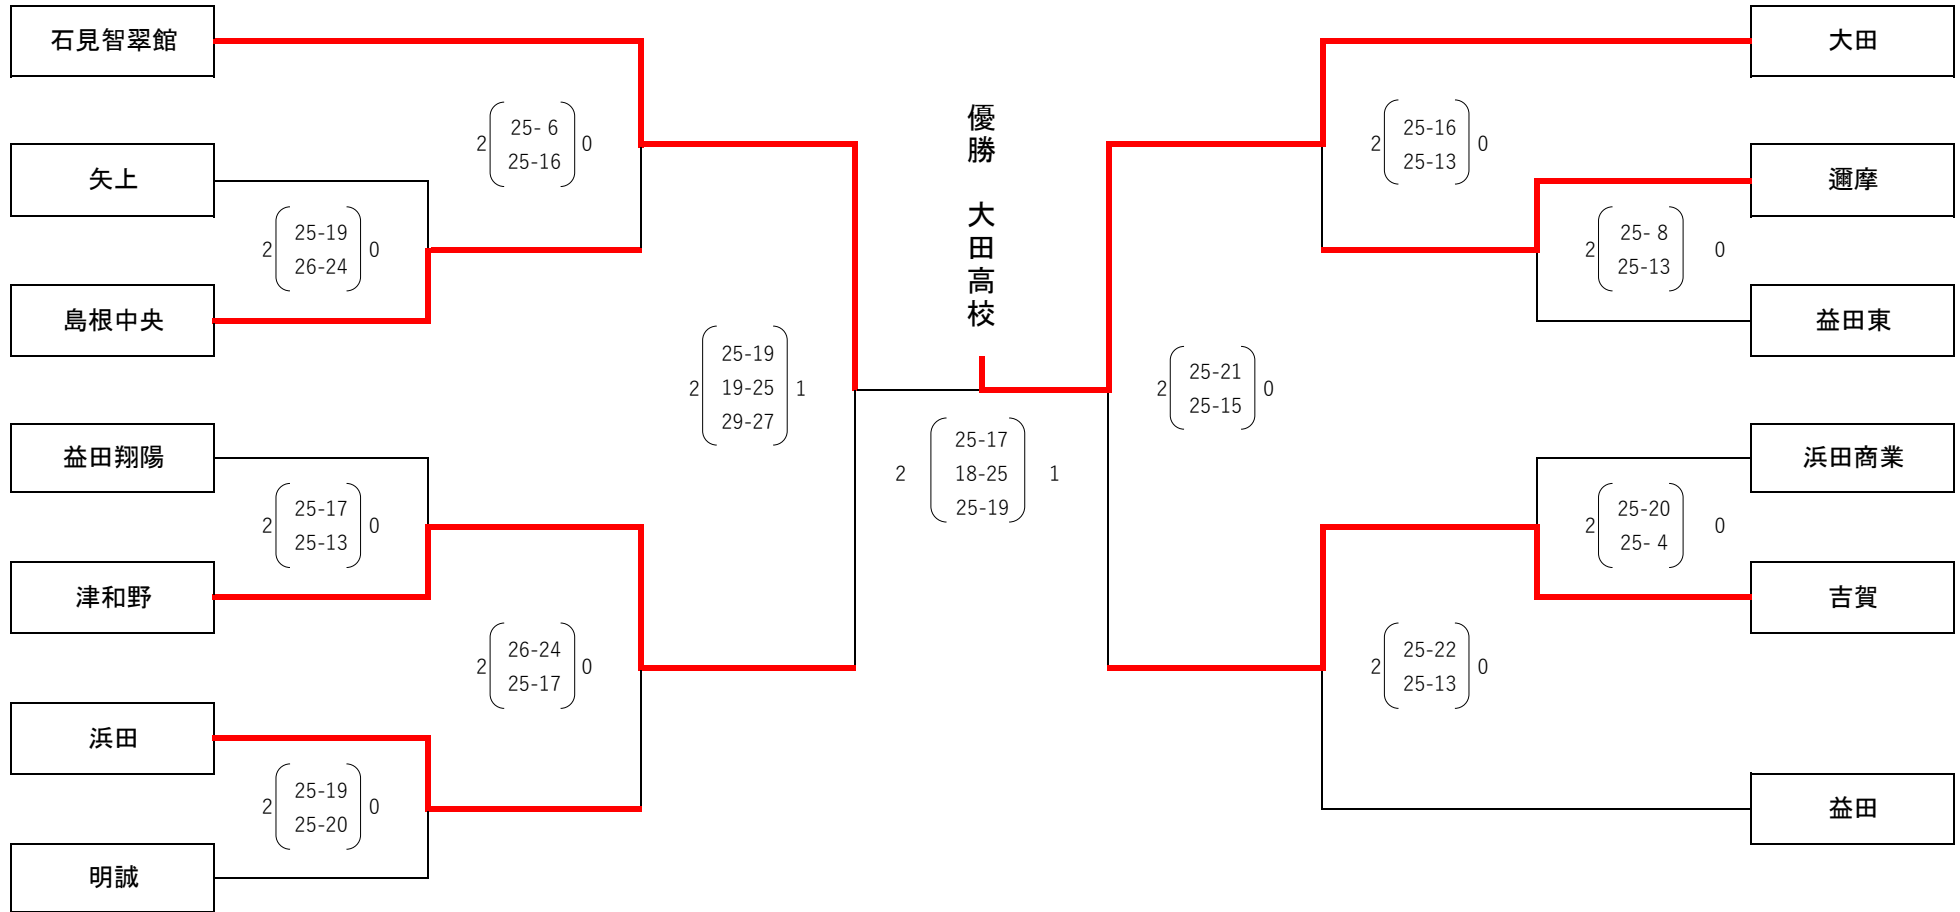 石見智翠館
矢上
島根中央
益田翔陽
津和野
浜田
明誠
2 25-19 0
26-24
2 25-17 0
25-13
2 25-19 0
25-20
2 25- 6 0
25-16
2 26-24 0
25-17
25-19
2 19-25 1
29-27
優勝 大田高校
25-17
2 18-25 1
25-19
2 25-21 0
25-15
2 25-16 0
25-13
2 25-22 0
25-13
2 25- 8 0
25-13
2 25-20 0
25- 4
大田
邇摩
益田東
浜田商業
吉賀
益田